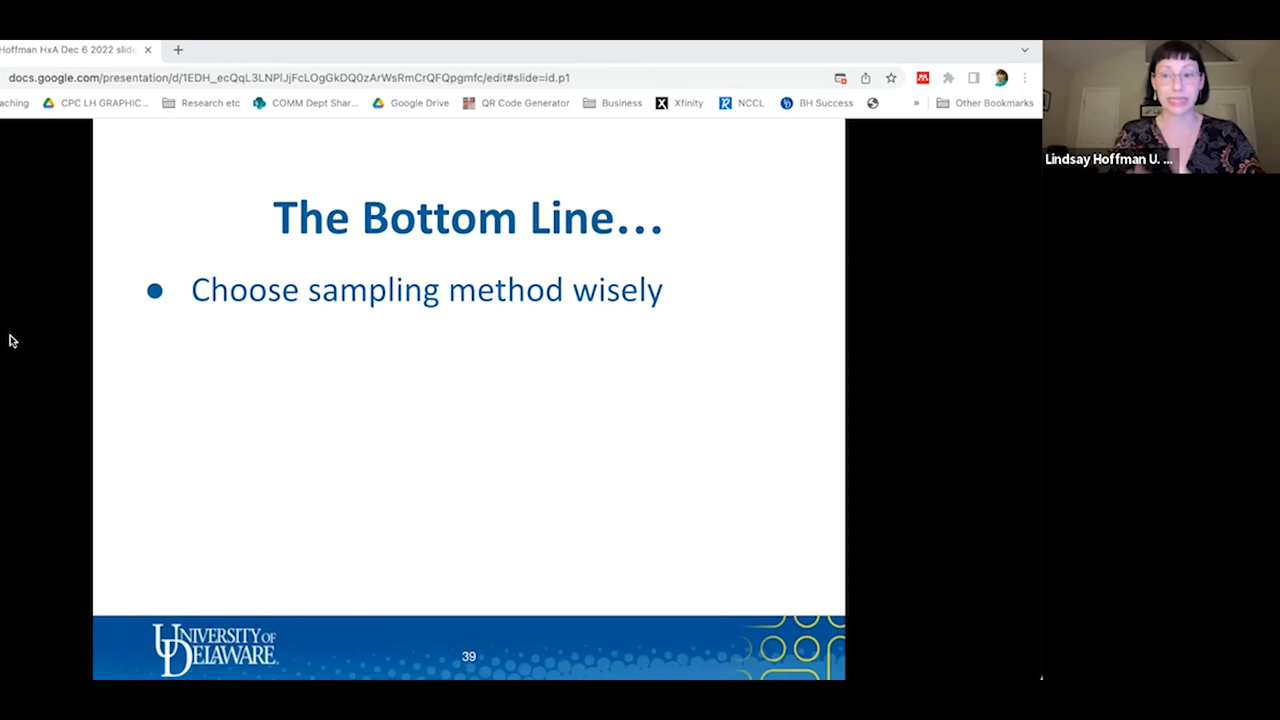 Hoffman HxA Dec 6 2022 slide
docs.google.com/presentation/d/1EDH_ecQqL3LNPlJjFcLOgGkDQ0zArWsRmCrQFQpgmfc/edit#slide=id.p1
aching CPC LH GRAPHIC... Research etc COMM Dept Shar... Google Drive QR Code Generator Business Xfinity NCCL BH Success » Other Bookmarks
Lindsay Hoffman U. ...
The Bottom Line...
● Choose sampling method wisely
UNIVERSITY OF
DELAWARE.
39